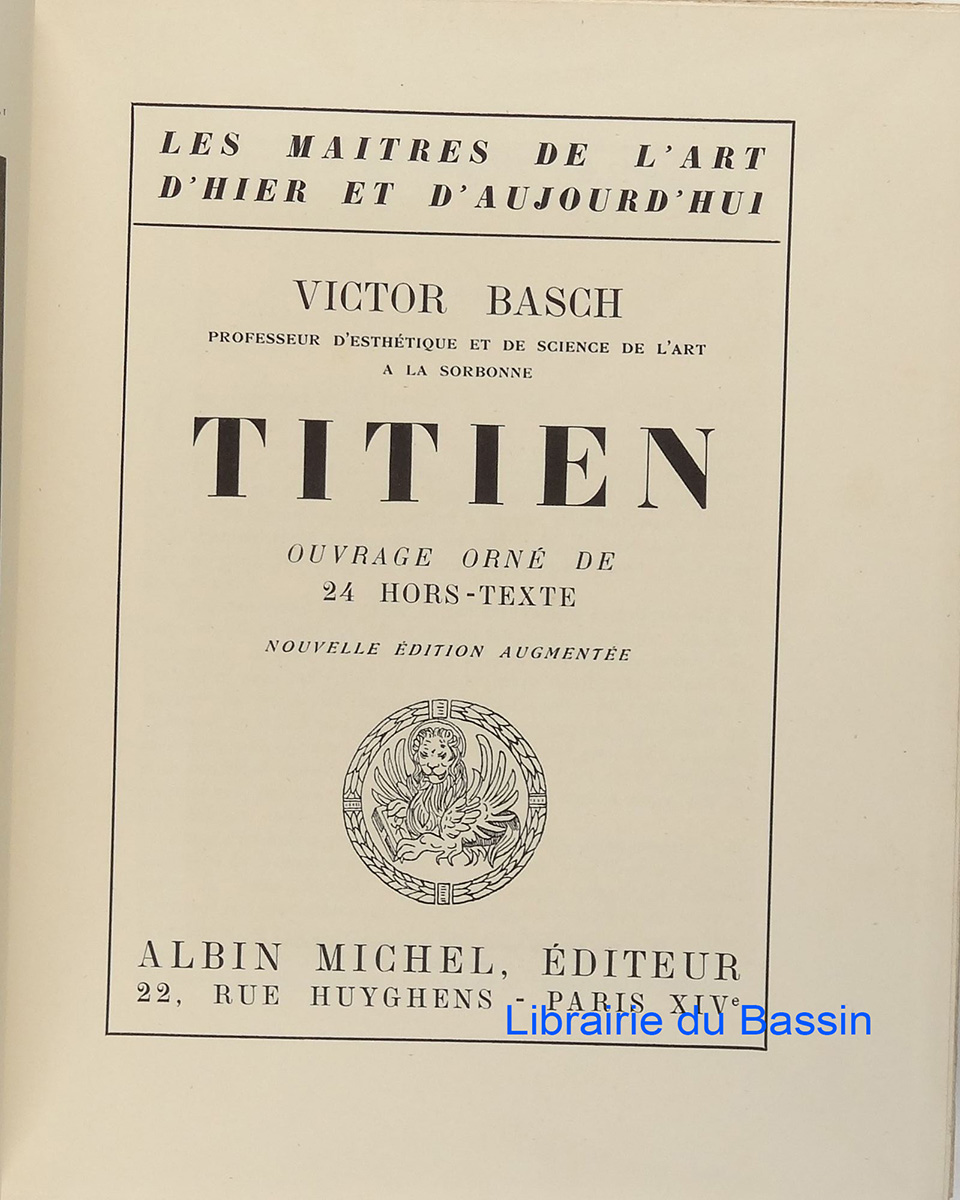 LES MAITRES DE L'ART
D'HIER ET D'AUJOURD'HUI
VICTOR BASCH
PROFESSEUR D'ESTHÉTIQUE ET DE SCIENCE DE L'ART
A LA SORBONNE
TITIEN
OUVRAGE ORNÉ DE
24 HORS-TEXTE
NOUVELLE ÉDITION AUGMENTÉE
ALBIN MICHEL, ÉDITEUR
22, RUE HUYGHENS - PARIS XIVe
Librairie du Bassin